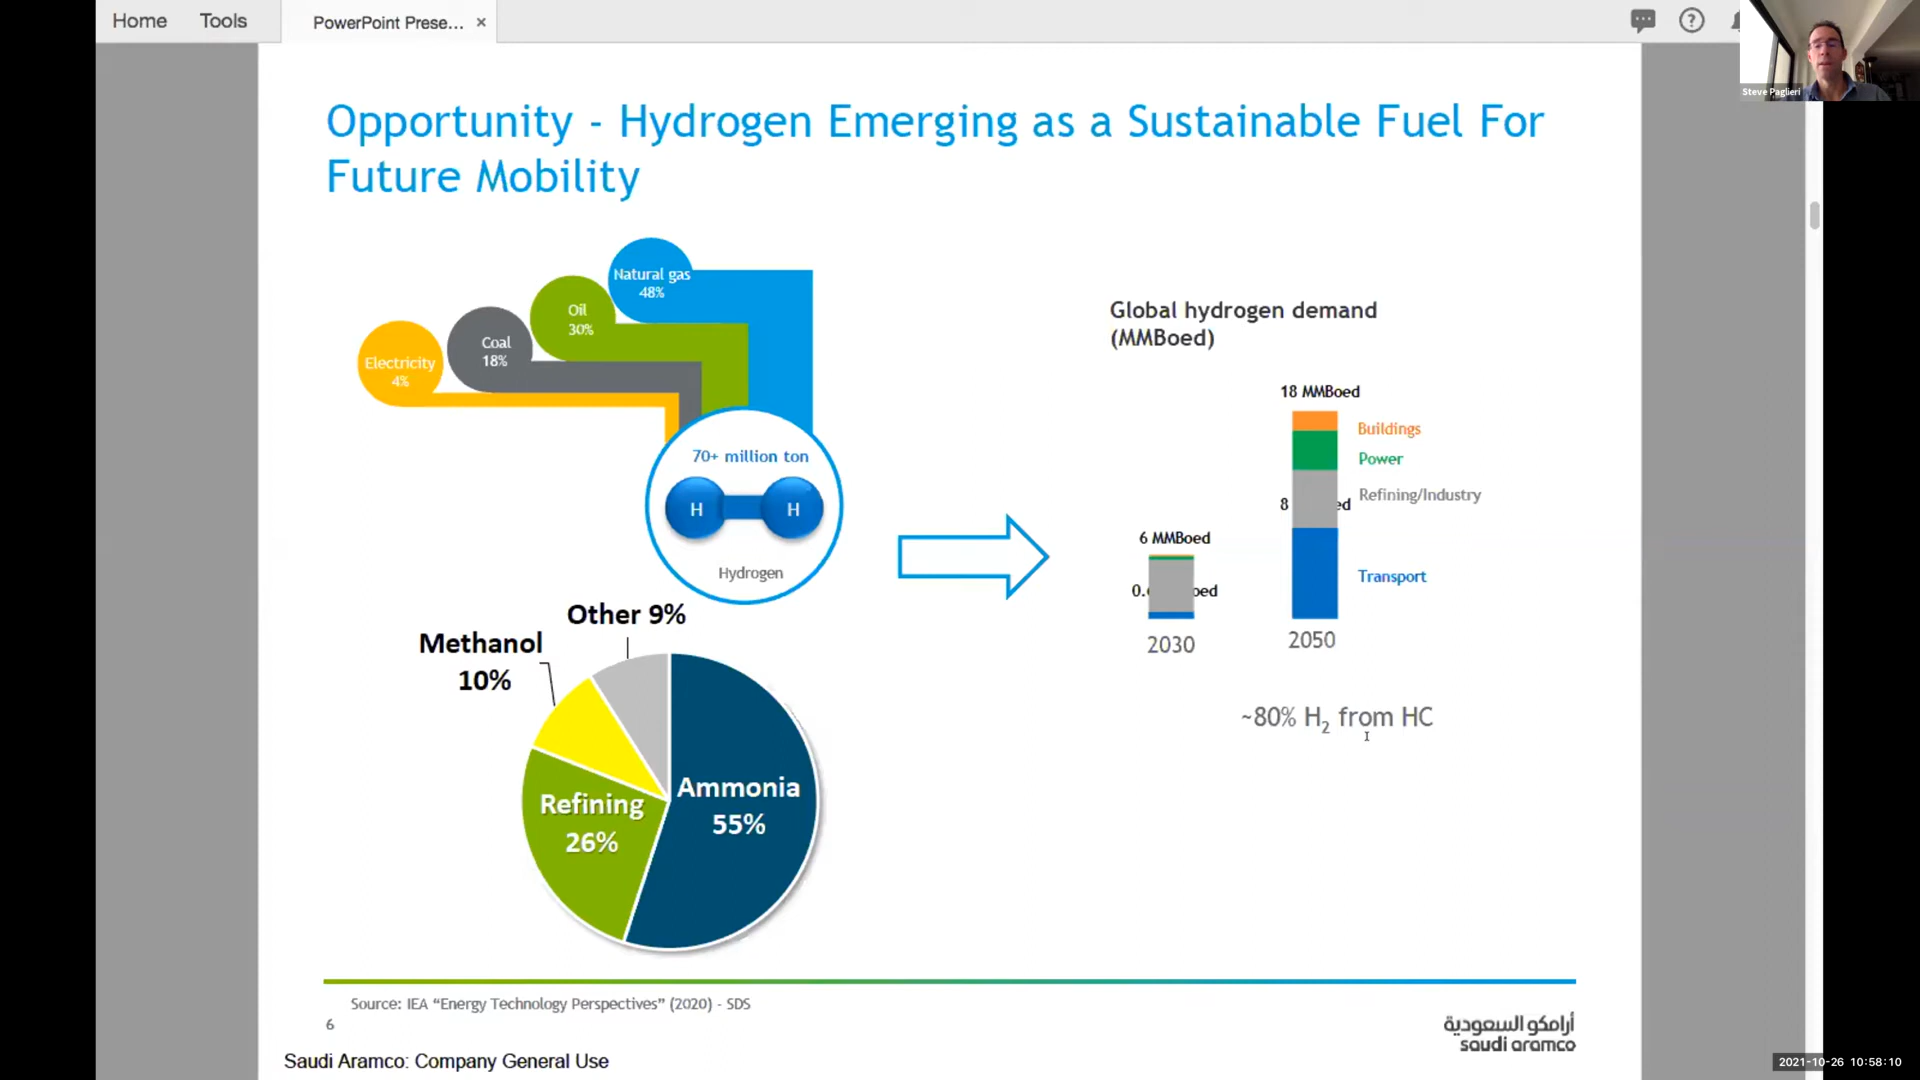 Home
Tools
PowerPoint Prese...
Steve Paglieri
Opportunity - Hydrogen Emerging as a Sustainable Fuel For
Future Mobility
Natural gas
48%
Oil
30%
Coal
18%
Electricity
4%
70+ million ton
H H
Hydrogen
Global hydrogen demand
(MMBoed)
18 MMBoed
Buildings
Power
Refining/Industry
8
ed
6 MMBoed
Transport
oed
2030
2050
~80% H₂ from HC
Other 9%
Methanol
10%
Refining
26%
Ammonia
55%
Source: IEA “Energy Technology Perspectives” (2020) - SDS
6
أرامكو السعودية
saudi aramco
Saudi Aramco: Company General Use
2021-10-26 10:58:10